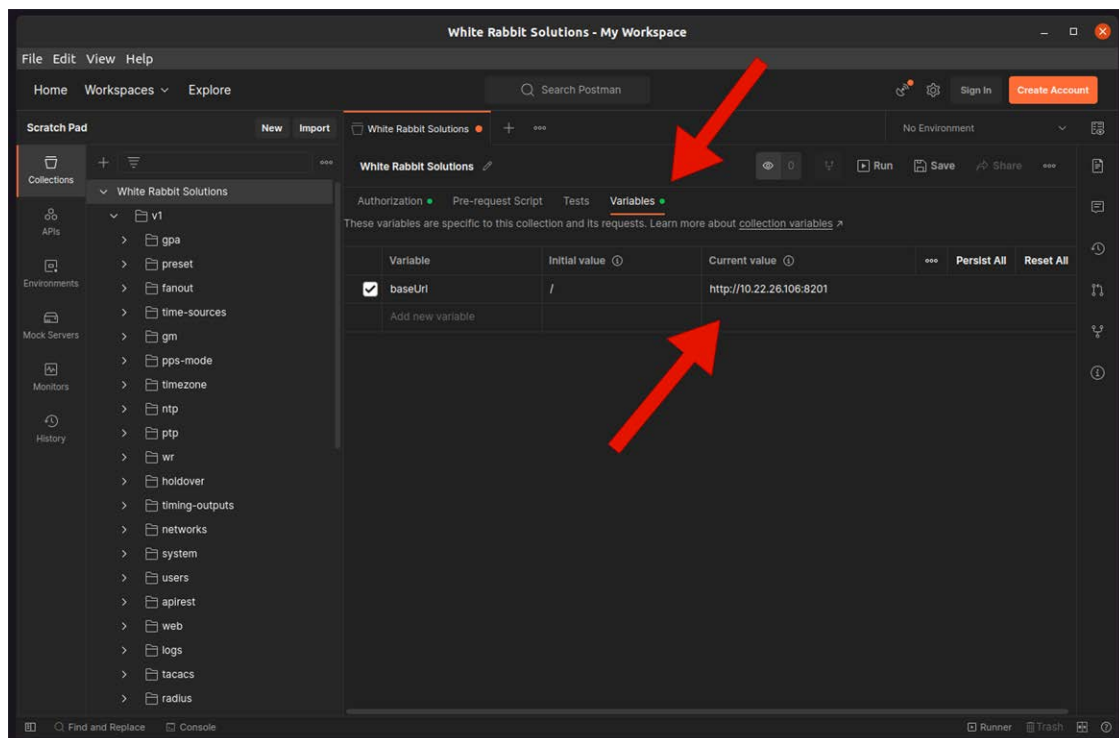 White Rabbit Solutions - My Workspace
File Edit View Help
Home Workspaces Explore Search Postman Sign In Create Account
Scratch Pad New Import White Rabbit Solutions No Environment
Collections
APIs
Environments
Mock Servers
Monitors
History
White Rabbit Solutions
v1
gpa
preset
fanout
time-sources
gm
pps-mode
timezone
ntp
ptp
wr
holdover
timing-outputs
networks
system
users
apirest
web
logs
tacacs
radius
White Rabbit Solutions 0 Run Save Share
Authorization Pre-request Script Tests Variables
These variables are specific to this collection and its requests. Learn more about collection variables ↗
Variable Initial value Current value Persist All Reset All
baseUrl / http://10.22.26.106:8201
Add new variable
Find and Replace Console Runner Trash